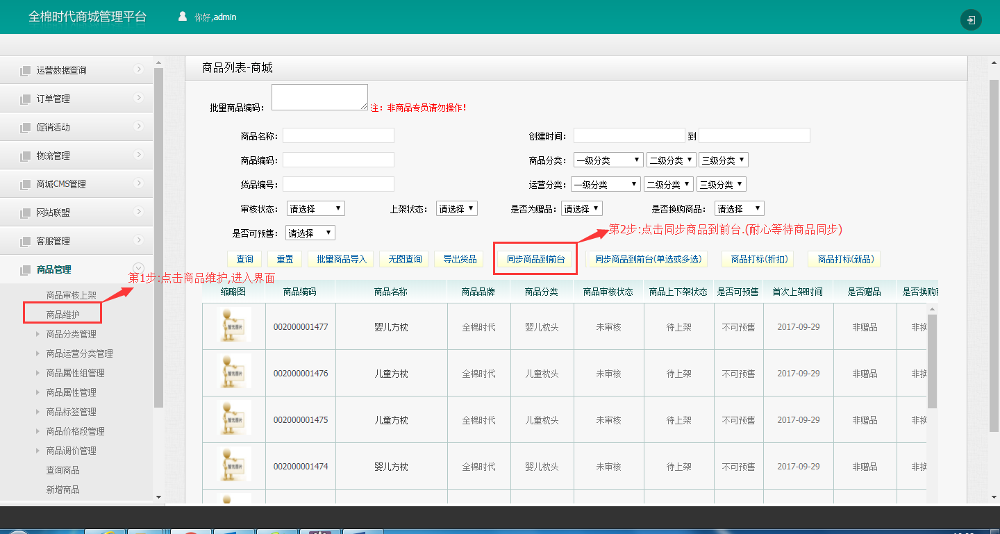 全棉时代商城管理平台
你好,admin
运营数据查询
订单管理
促销活动
物流管理
商城CMS管理
网站联盟
客服管理
商品管理
第1步:点击商品维护,进入界面
商品审核上架
商品维护
商品分类管理
商品运营分类管理
商品属性组管理
商品属性管理
商品标签管理
商品价格段管理
商品调价管理
查询商品
新增商品
商品列表-商城
批量商品编码： 注：非商品专员请勿操作!
商品名称： 创建时间： 到
商品编码： 商品分类： 一级分类 二级分类 三级分类
货品编号： 运营分类： 一级分类 二级分类 三级分类
审核状态： 请选择 上架状态： 请选择 是否为赠品： 请选择 是否换购商品： 请选择
是否可预售： 请选择
第2步:点击同步商品到前台.(耐心等待商品同步)
查询 重置 批量商品导入 无图查询 导出货品 同步商品到前台 同步商品到前台(单选或多选) 商品打标(折扣) 商品打标(新品)
缩略图 商品编码 商品名称 商品品牌 商品分类 商品审核状态 商品上下架状态 是否可预售 首次上架时间 是否赠品 是否换购
暂无图片 002000001477 婴儿方枕 全棉时代 婴儿枕头 未审核 待上架 不可预售 2017-09-29 非赠品 非换
暂无图片 002000001476 儿童方枕 全棉时代 儿童枕头 未审核 待上架 不可预售 2017-09-29 非赠品 非换
暂无图片 002000001475 儿童方枕 全棉时代 儿童枕头 未审核 待上架 不可预售 2017-09-29 非赠品 非换
暂无图片 002000001474 婴儿方枕 全棉时代 婴儿枕头 未审核 待上架 不可预售 2017-09-29 非赠品 非换